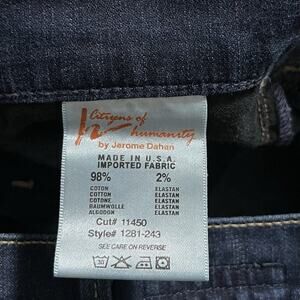 Citizens of
humanity
by Jerome Dahan
MADE IN U.S.A.
IMPORTED FABRIC
98% 2%
COTON ELASTAN
COTTON ELASTAN
COTONE ELASTAN
BAUMWOLLE ELASTAN
ALGODON ELASTAN
Cut# 11450
Style# 1281-243
SEE CARE ON REVERSE
30